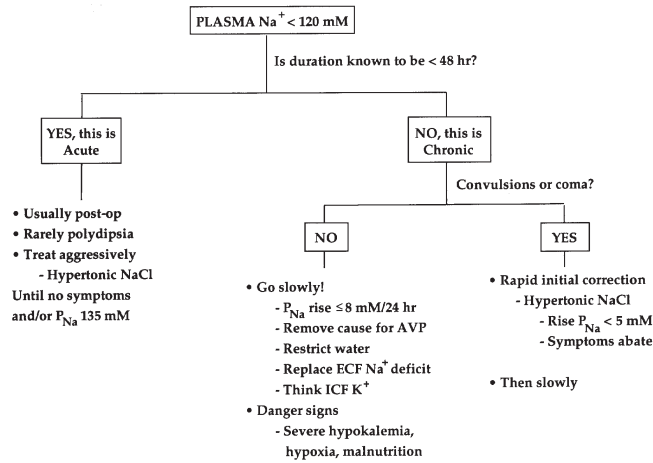 PLASMA Na⁺ < 120 mM
Is duration known to be < 48 hr?
YES, this is
Acute
NO, this is
Chronic
• Usually post-op
• Rarely polydipsia
• Treat aggressively
- Hypertonic NaCl
Until no symptoms
and/or P_Na 135 mM
Convulsions or coma?
NO
YES
• Go slowly!
- P_Na rise ≤ 8 mM/24 hr
- Remove cause for AVP
- Restrict water
- Replace ECF Na⁺ deficit
- Think ICF K⁺
• Danger signs
- Severe hypokalemia,
hypoxia, malnutrition
• Rapid initial correction
- Hypertonic NaCl
- Rise P_Na < 5 mM
- Symptoms abate
• Then slowly